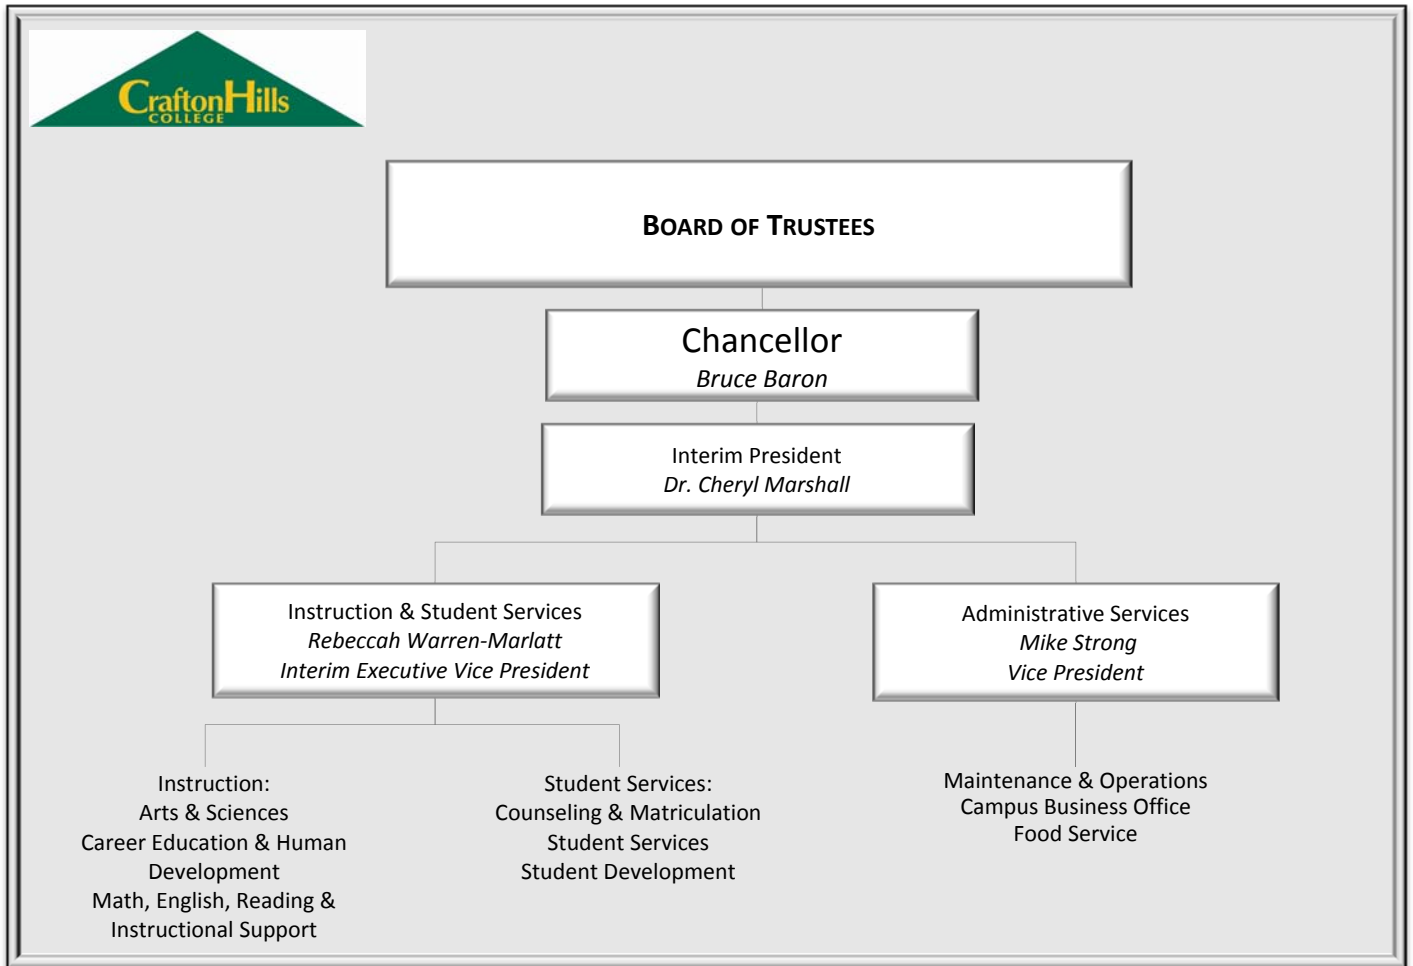 CraftonHills
COLLEGE
BOARD OF TRUSTEES
Chancellor
Bruce Baron
Interim President
Dr. Cheryl Marshall
Instruction & Student Services
Rebeccah Warren-Marlatt
Interim Executive Vice President
Administrative Services
Mike Strong
Vice President
Instruction:
Arts & Sciences
Career Education & Human
Development
Math, English, Reading &
Instructional Support
Student Services:
Counseling & Matriculation
Student Services
Student Development
Maintenance & Operations
Campus Business Office
Food Service